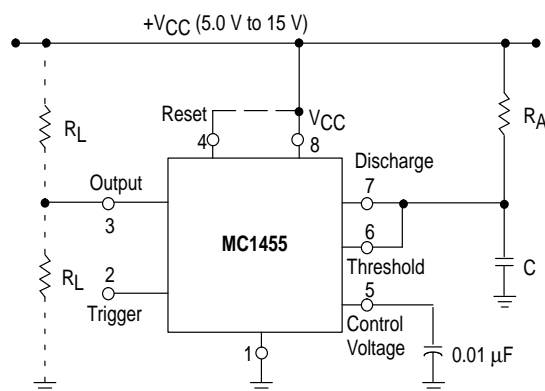 +VCC (5.0 V to 15 V)
Reset
VCC
RL
RA
4
8
Discharge
Output
7
3
MC1455
6
Threshold
RL
2
C
5
Trigger
Control
Voltage
1
0.01 µF